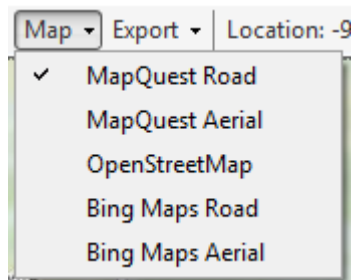 Map Export Location: -9
MapQuest Road
MapQuest Aerial
OpenStreetMap
Bing Maps Road
Bing Maps Aerial